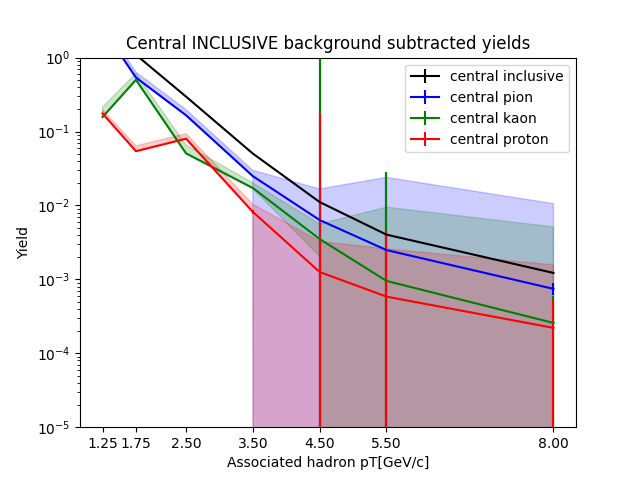 Central INCLUSIVE background subtracted yields
central inclusive
central pion
central kaon
central proton
10⁰
10⁻¹
10⁻²
10⁻³
10⁻⁴
10⁻⁵
Yield
1.25 1.75 2.50 3.50 4.50 5.50 8.00
Associated hadron pT[GeV/c]